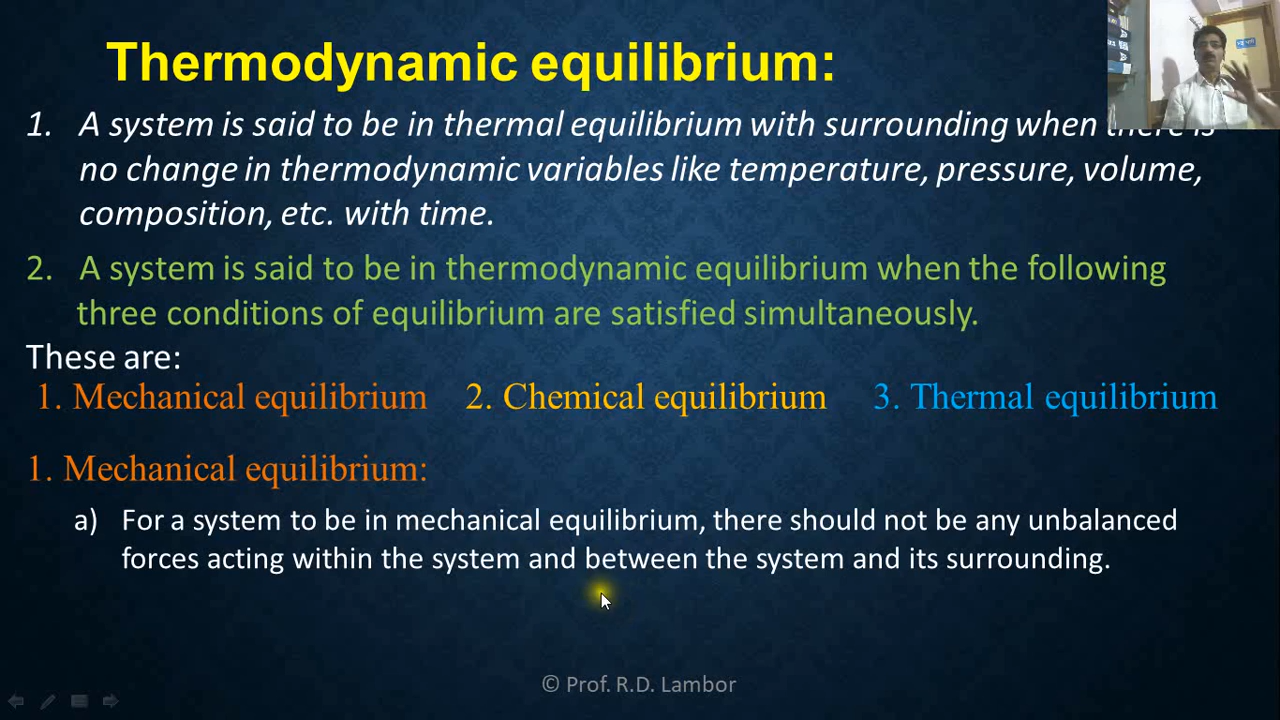 Thermodynamic equilibrium:
1. A system is said to be in thermal equilibrium with surrounding when there is
no change in thermodynamic variables like temperature, pressure, volume,
composition, etc. with time.
2. A system is said to be in thermodynamic equilibrium when the following
three conditions of equilibrium are satisfied simultaneously.
These are:
1. Mechanical equilibrium 2. Chemical equilibrium 3. Thermal equilibrium
1. Mechanical equilibrium:
a) For a system to be in mechanical equilibrium, there should not be any unbalanced
forces acting within the system and between the system and its surrounding.
© Prof. R.D. Lambor